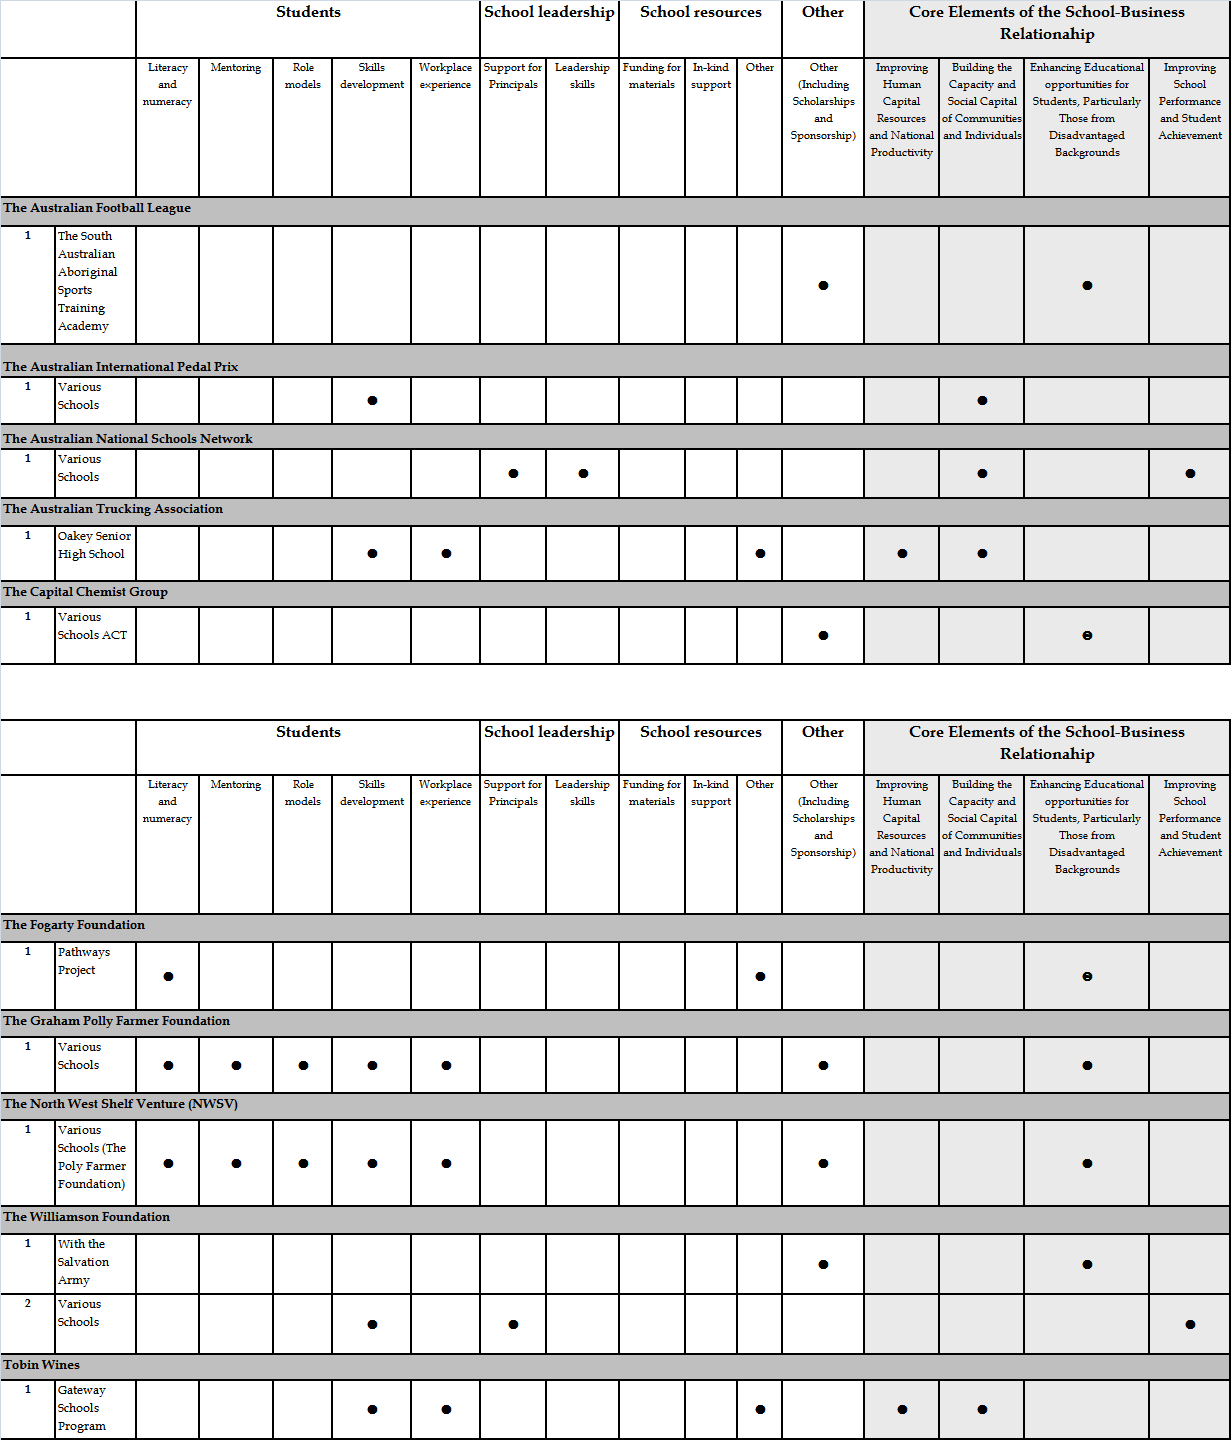 Students School leadership School resources Other Core Elements of the School-Business
Relationahip
Literacy Mentoring Role Skills Workplace Support for Leadership Funding for In-kind Other Other Improving Building the Enhancing Educational Improving
and models development experience Principals skills materials support (Including Human Capacity and opportunities for School
numeracy Scholarships Capital Social Capital Students, Particularly Performance
and Resources of Communities Those from and Student
Sponsorship) and National and Individuals Disadvantaged Achievement
Productivity Backgrounds
The Australian Football League
1 The South
Australian
Aboriginal
Sports
Training
Academy
● ●
The Australian International Pedal Prix
1 Various
Schools
● ●
The Australian National Schools Network
1 Various
Schools
● ● ● ●
The Australian Trucking Association
1 Oakey Senior
High School
● ● ● ● ●
The Capital Chemist Group
1 Various
Schools ACT
● ●
Students School leadership School resources Other Core Elements of the School-Business
Relationahip
Literacy Mentoring Role Skills Workplace Support for Leadership Funding for In-kind Other Other Improving Building the Enhancing Educational Improving
and models development experience Principals skills materials support (Including Human Capacity and opportunities for School
numeracy Scholarships Capital Social Capital Students, Particularly Performance
and Resources of Communities Those from and Student
Sponsorship) and National and Individuals Disadvantaged Achievement
Productivity Backgrounds
The Fogarty Foundation
1 Pathways
Project
● ● ●
The Graham Polly Farmer Foundation
1 Various
Schools
● ● ● ● ● ● ●
The North West Shelf Venture (NWSV)
1 Various
Schools (The
Poly Farmer
Foundation)
● ● ● ● ● ● ●
The Williamson Foundation
1 With the
Salvation
Army
● ●
2 Various
Schools
● ● ●
Tobin Wines
1 Gateway
Schools
Program
● ● ● ● ●